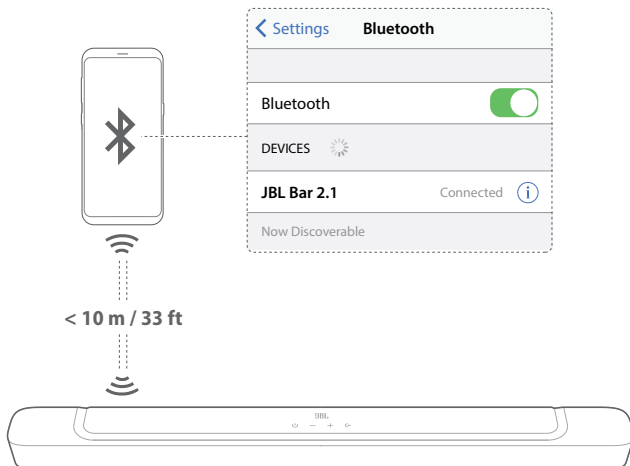 Settings Bluetooth
Bluetooth
DEVICES
JBL Bar 2.1 Connected i
Now Discoverable
< 10 m / 33 ft
JBL